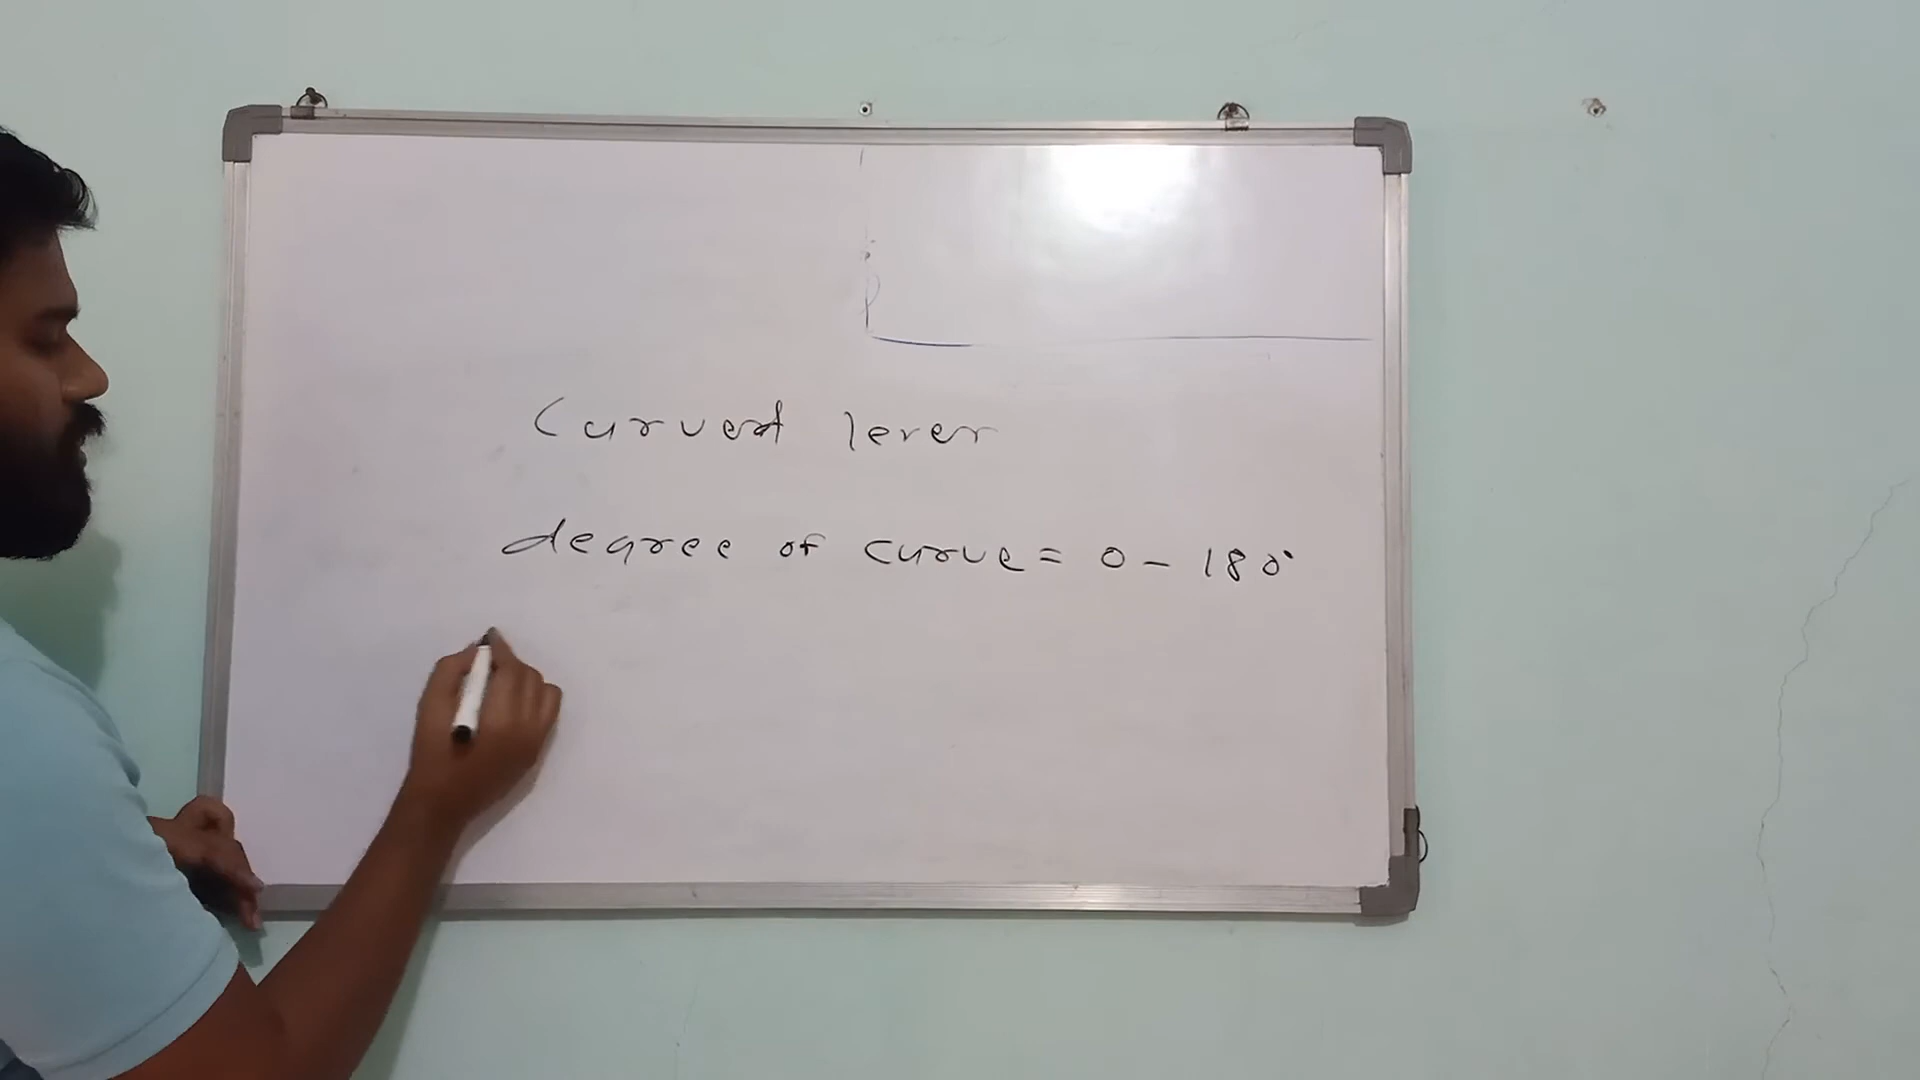 Curved lever
degree of curve = 0 - 180°